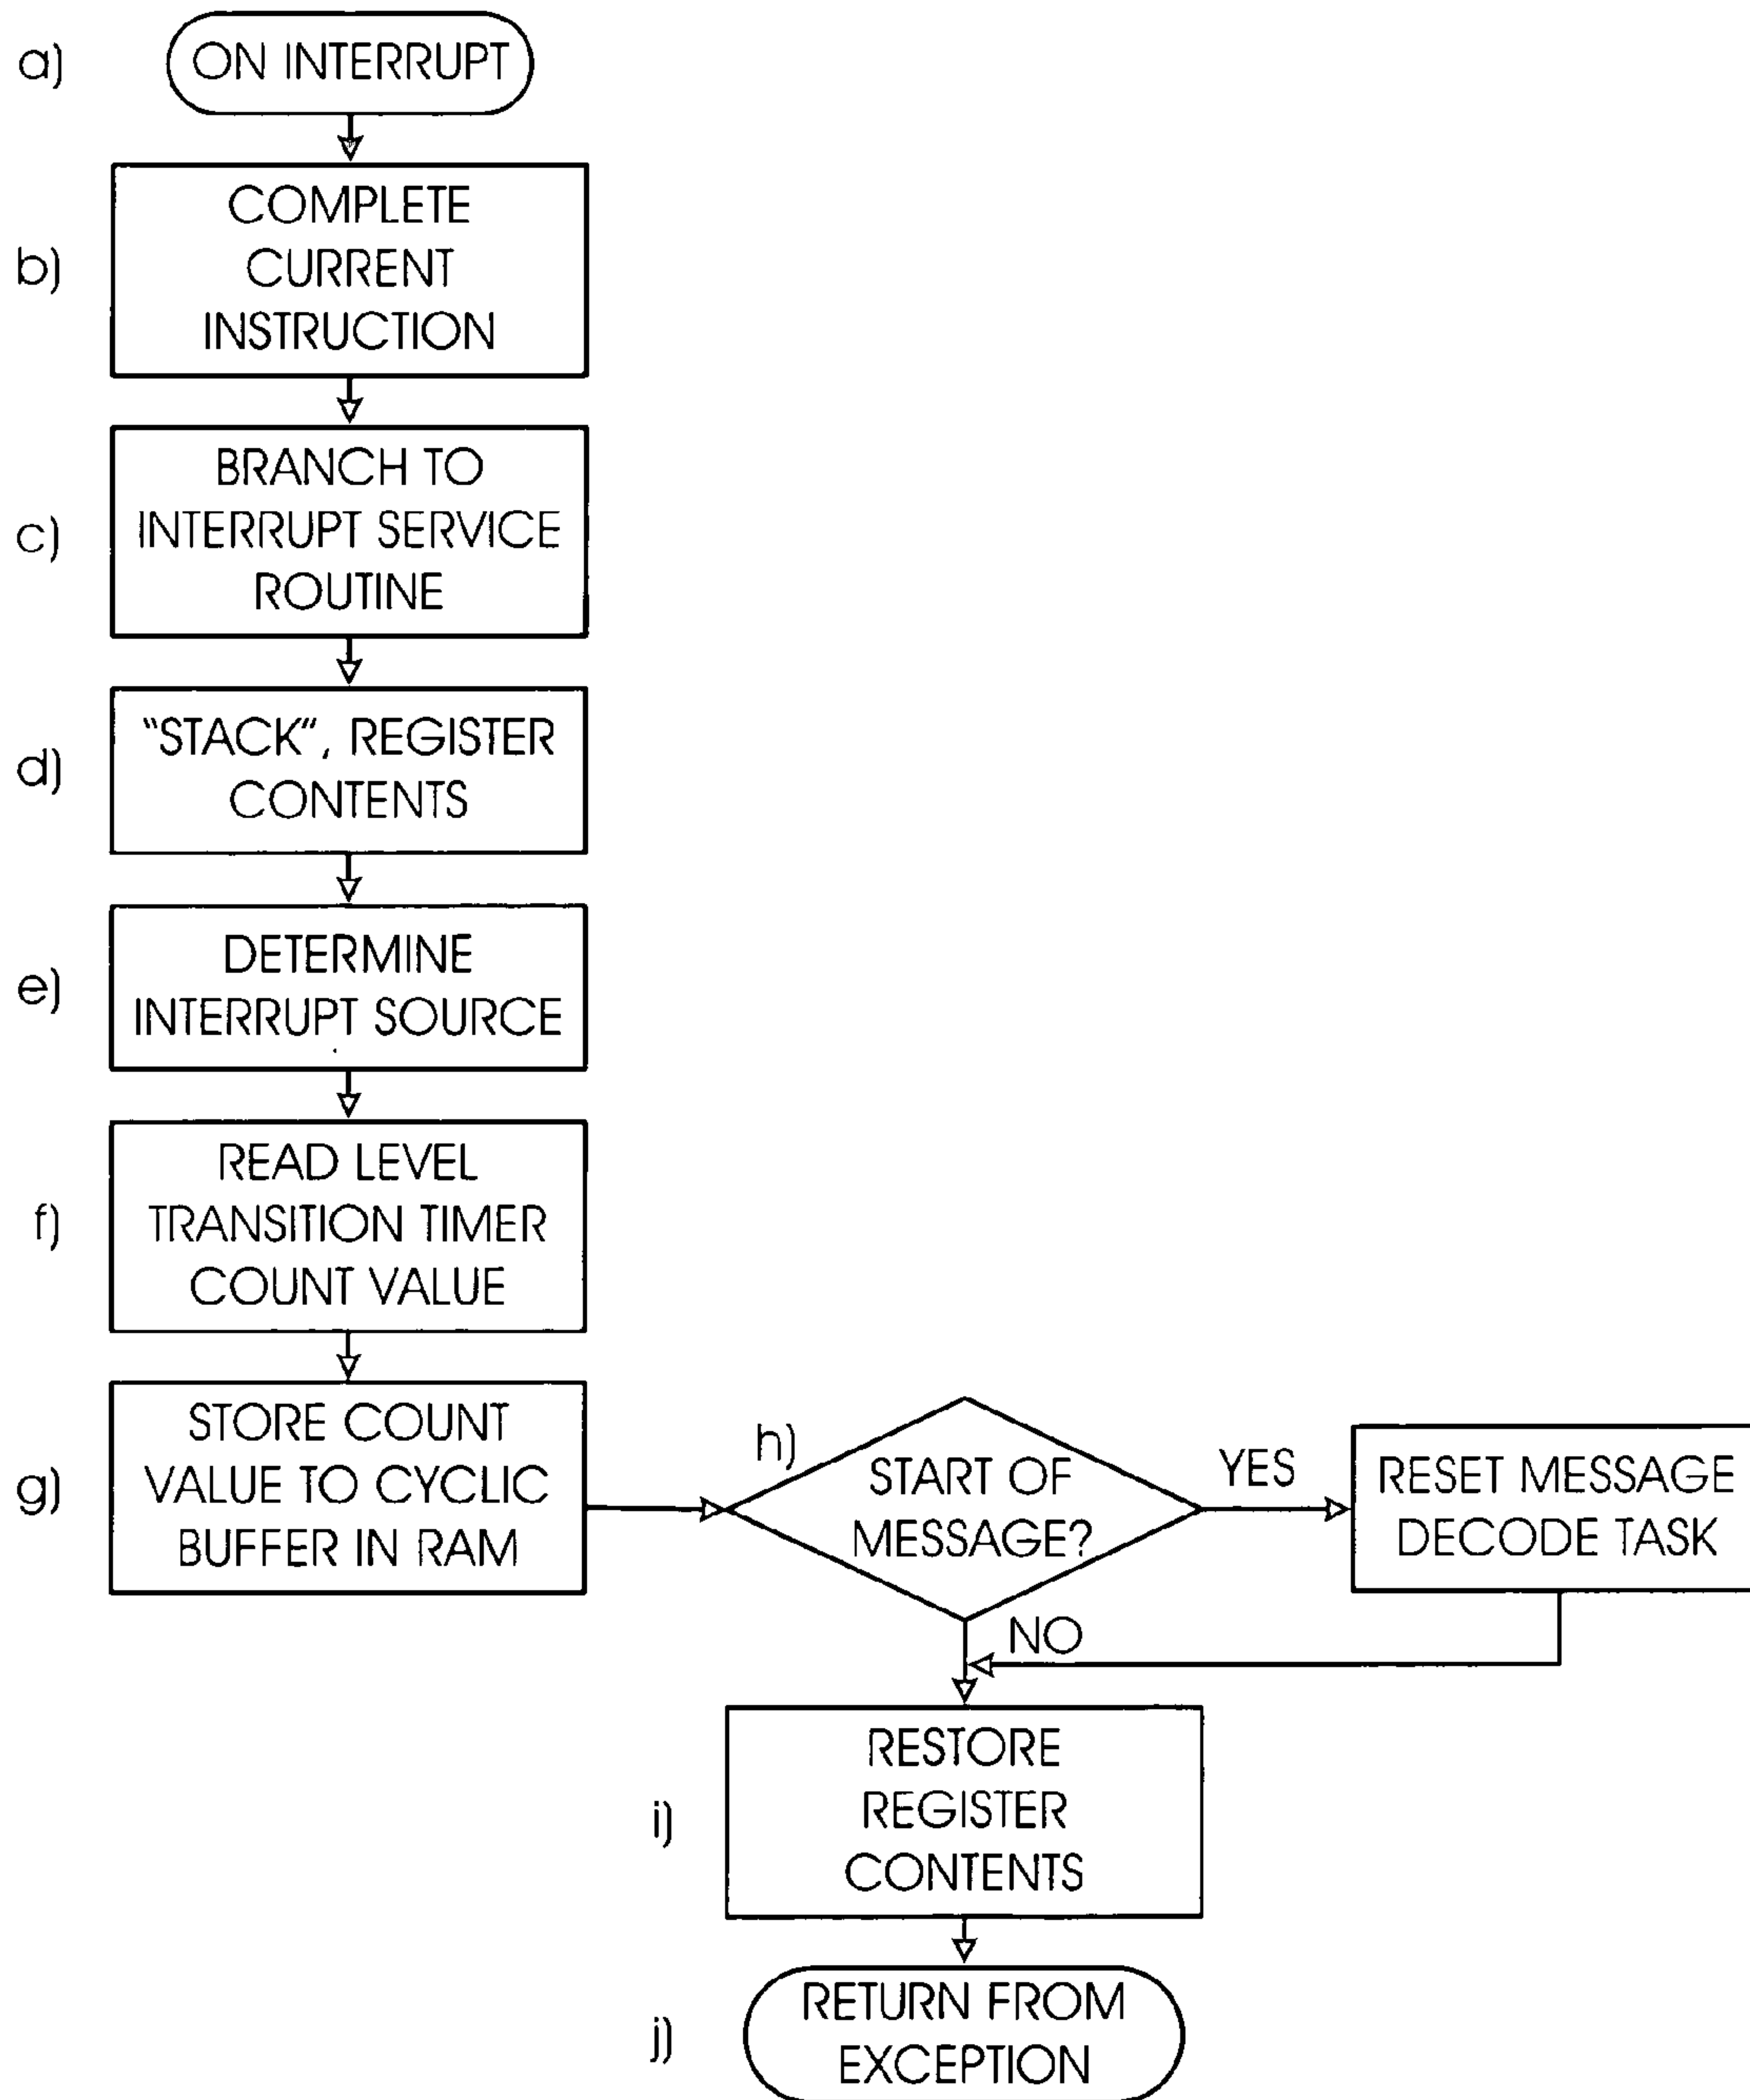 a)
ON INTERRUPT
b)
COMPLETE
CURRENT
INSTRUCTION
c)
BRANCH TO
INTERRUPT SERVICE
ROUTINE
d)
“STACK”, REGISTER
CONTENTS
e)
DETERMINE
INTERRUPT SOURCE
f)
READ LEVEL
TRANSITION TIMER
COUNT VALUE
g)
STORE COUNT
VALUE TO CYCLIC
BUFFER IN RAM
h)
START OF
MESSAGE?
YES
RESET MESSAGE
DECODE TASK
NO
i)
RESTORE
REGISTER
CONTENTS
j)
RETURN FROM
EXCEPTION